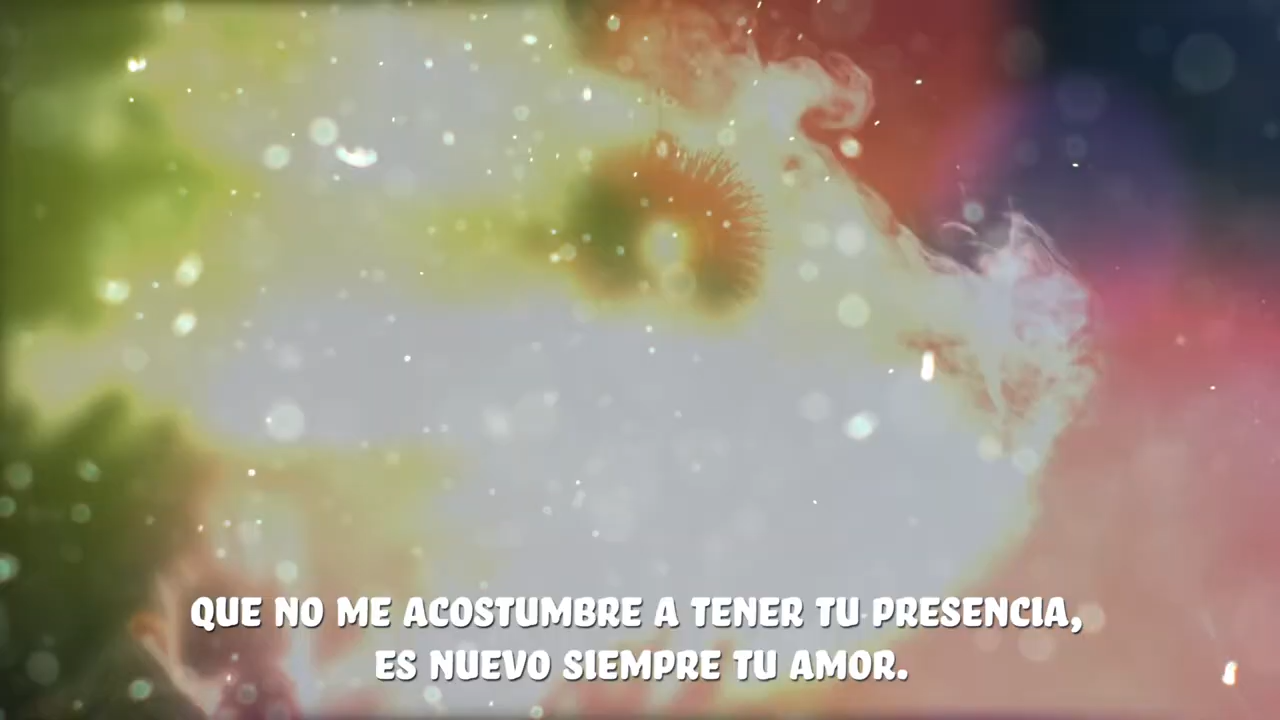 QUE NO ME ACOSTUMBRE A TENER TU PRESENCIA,
ES NUEVO SIEMPRE TU AMOR.